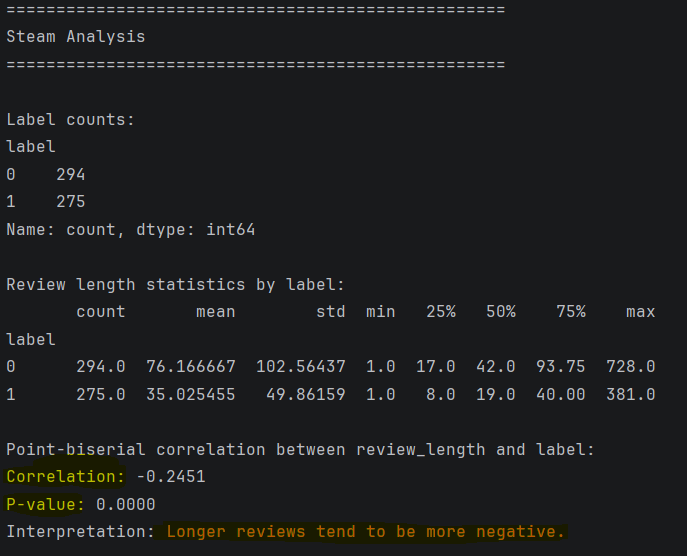 ==================================================
Steam Analysis
==================================================
Label counts:
label
0    294
1    275
Name: count, dtype: int64
Review length statistics by label:
       count       mean        std  min   25%   50%    75%    max
label
0      294.0  76.166667  102.56437  1.0  17.0  42.0  93.75  728.0
1      275.0  35.025455   49.86159  1.0   8.0  19.0  40.00  381.0
Point-biserial correlation between review_length and label:
Correlation: -0.2451
P-value: 0.0000
Interpretation: Longer reviews tend to be more negative.